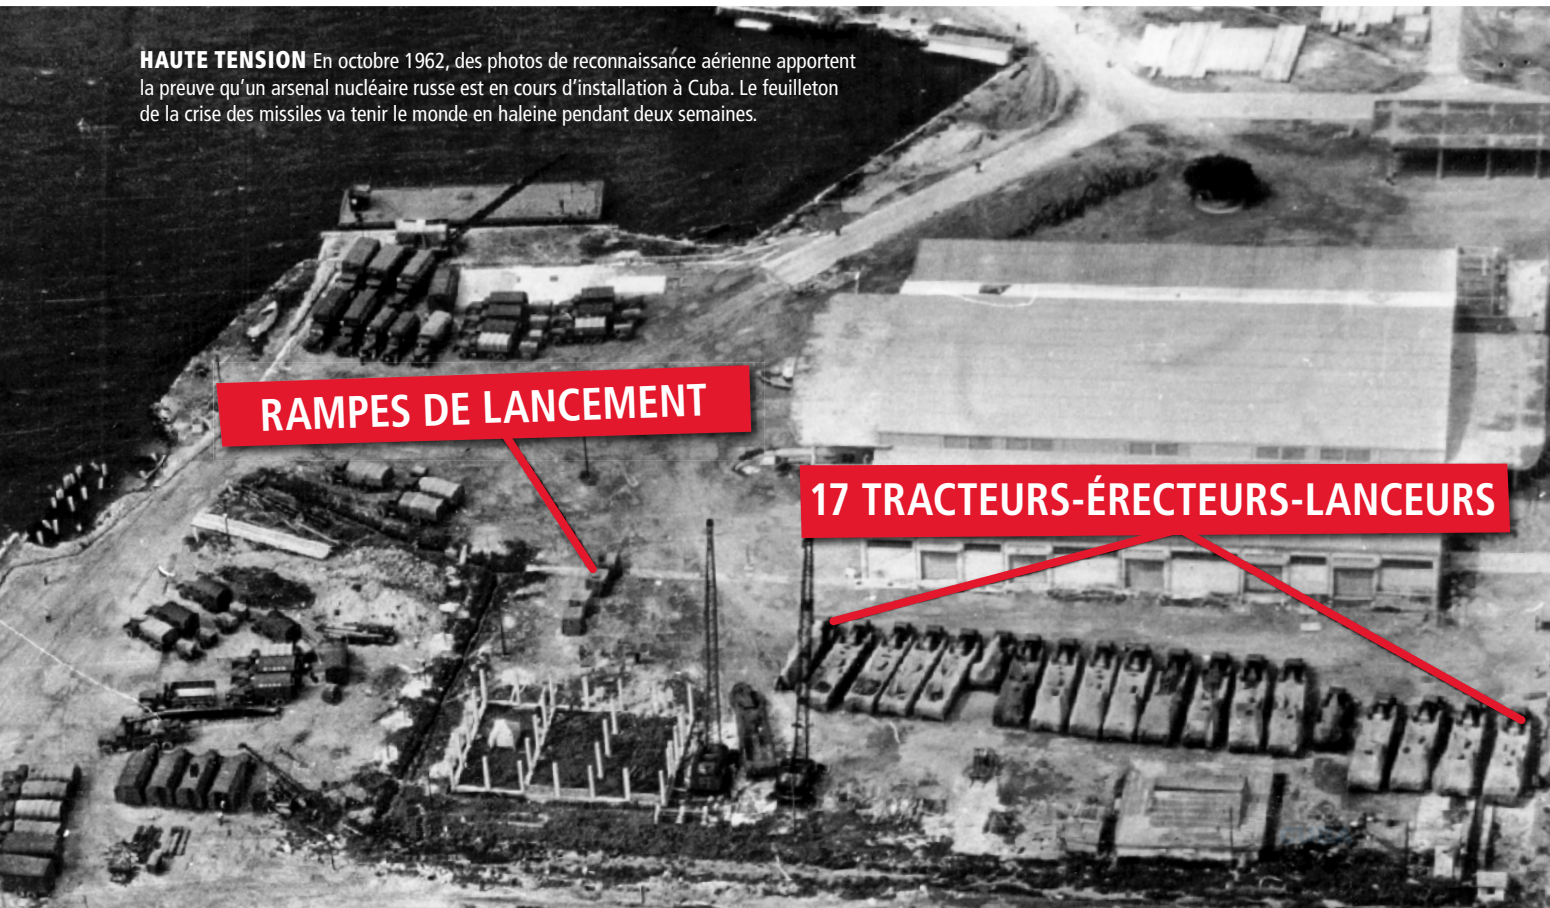 HAUTE TENSION En octobre 1962, des photos de reconnaissance aérienne apportent
la preuve qu’un arsenal nucléaire russe est en cours d’installation à Cuba. Le feuilleton
de la crise des missiles va tenir le monde en haleine pendant deux semaines.
RAMPES DE LANCEMENT
17 TRACTEURS-ÉRECTEURS-LANCEURS